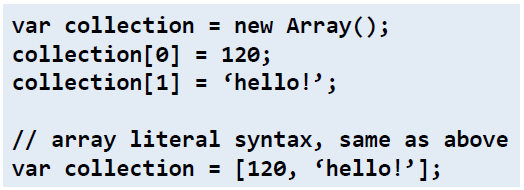 var collection = new Array();
collection[0] = 120;
collection[1] = ‘hello!’;
// array literal syntax, same as above
var collection = [120, ‘hello!’];